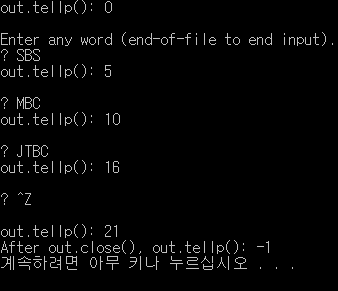 out.tellp(): 0
Enter any word (end-of-file to end input).
? SBS
out.tellp(): 5
? MBC
out.tellp(): 10
? JTBC
out.tellp(): 16
? ^Z
out.tellp(): 21
After out.close(), out.tellp(): -1
계속하려면 아무 키나 누르십시오 . . .